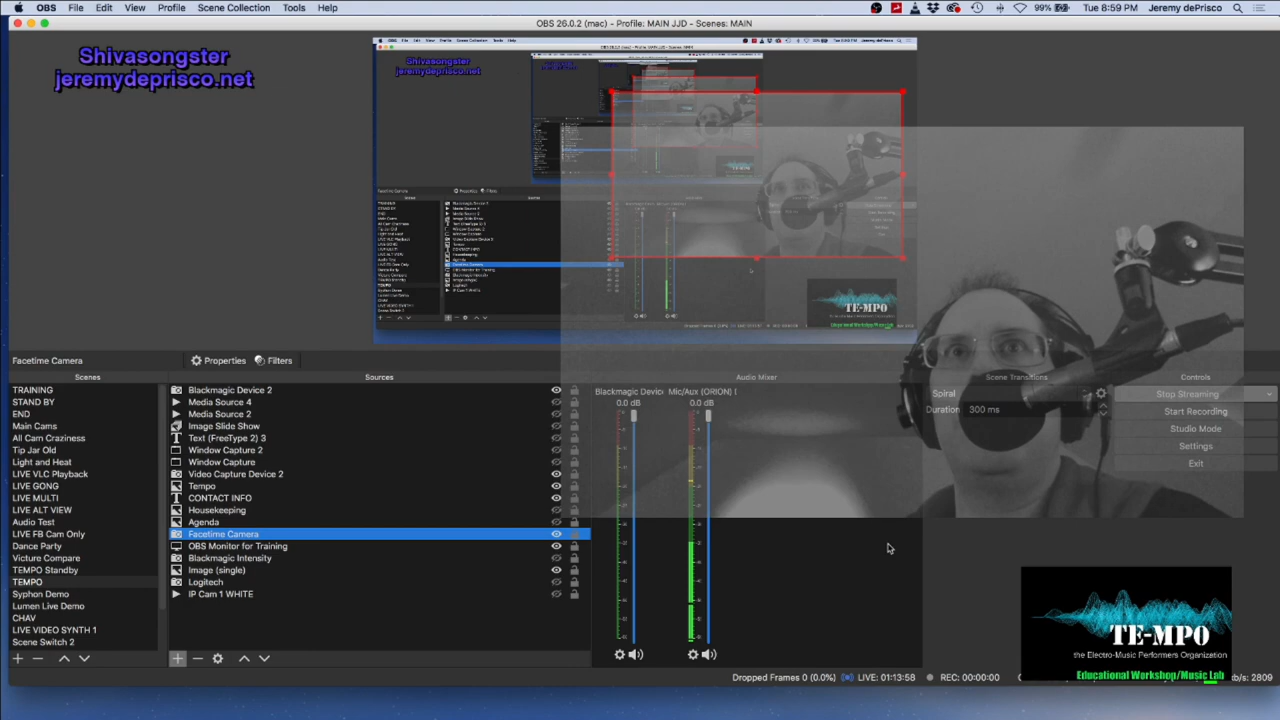 OBS File Edit View Profile Scene Collection Tools Help 99% Tue 8:59 PM Jeremy dePrisco
OBS 26.0.2 (mac) - Profile: MAIN JJD - Scenes: MAIN
Shivasongster
jeremydeprisco.net
Shivasongster
jeremydeprisco.net
TE-MPO
Facetime Camera Properties Filters
Scenes Sources Audio Mixer Scene Transitions Controls
TRAINING
STAND BY
END
Main Cams
All Cam Craziness
Tip Jar Old
Light and Heat
LIVE VLC Playback
LIVE GONG
LIVE MULTI
LIVE ALT VIEW
Audio Test
LIVE FB Cam Only
Dance Party
Victure Compare
TEMPO Standby
TEMPO
Syphon Demo
Lumen Live Demo
CHAV
LIVE VIDEO SYNTH 1
Scene Switch 2
Blackmagic Device 2
Media Source 4
Media Source 2
Image Slide Show
Text (FreeType 2) 3
Window Capture 2
Window Capture
Video Capture Device 2
Tempo
CONTACT INFO
Housekeeping
Agenda
Facetime Camera
OBS Monitor for Training
Blackmagic Intensity
Image (single)
Logitech
IP Cam 1 WHITE
Blackmagic Devic Mic/Aux (ORION) (
0.0 dB 0.0 dB
Spiral
Duration 300 ms
Stop Streaming
Start Recording
Studio Mode
Settings
Exit
TE-MPO
the Electro-Music Performers Organization
Educational Workshop/Music Lab
Dropped Frames 0 (0.0%) LIVE: 01:13:58 REC: 00:00:00 kb/s: 2809